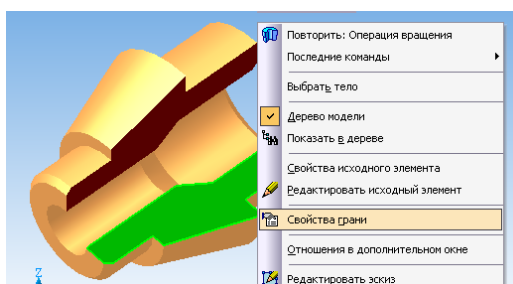 Повторить: Операция вращения
Последние команды
Выбрать тело
Дерево модели
Показать в дереве
Свойства исходного элемента
Редактировать исходный элемент
Свойства грани
Отношения в дополнительном окне
Редактировать эскиз
Z